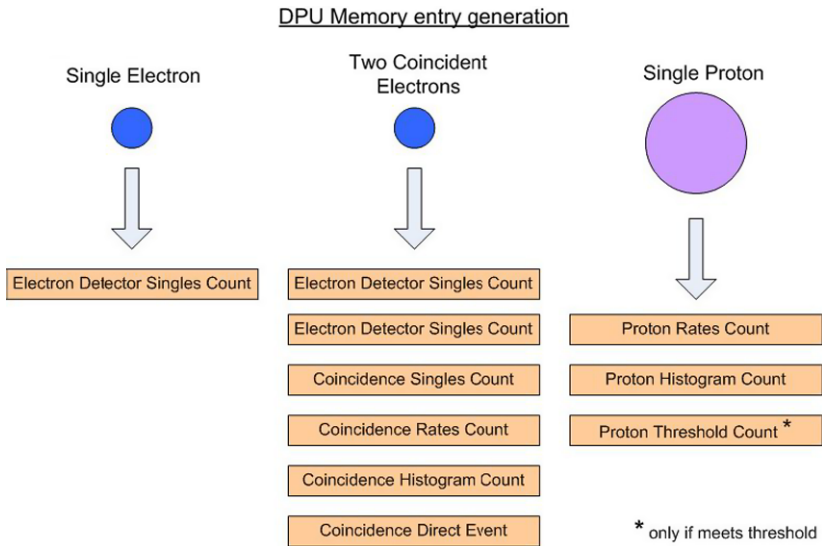 DPU Memory entry generation
Single Electron
Two Coincident
Electrons
Single Proton
Electron Detector Singles Count
Electron Detector Singles Count
Electron Detector Singles Count
Coincidence Singles Count
Coincidence Rates Count
Coincidence Histogram Count
Coincidence Direct Event
Proton Rates Count
Proton Histogram Count
Proton Threshold Count *
* only if meets threshold